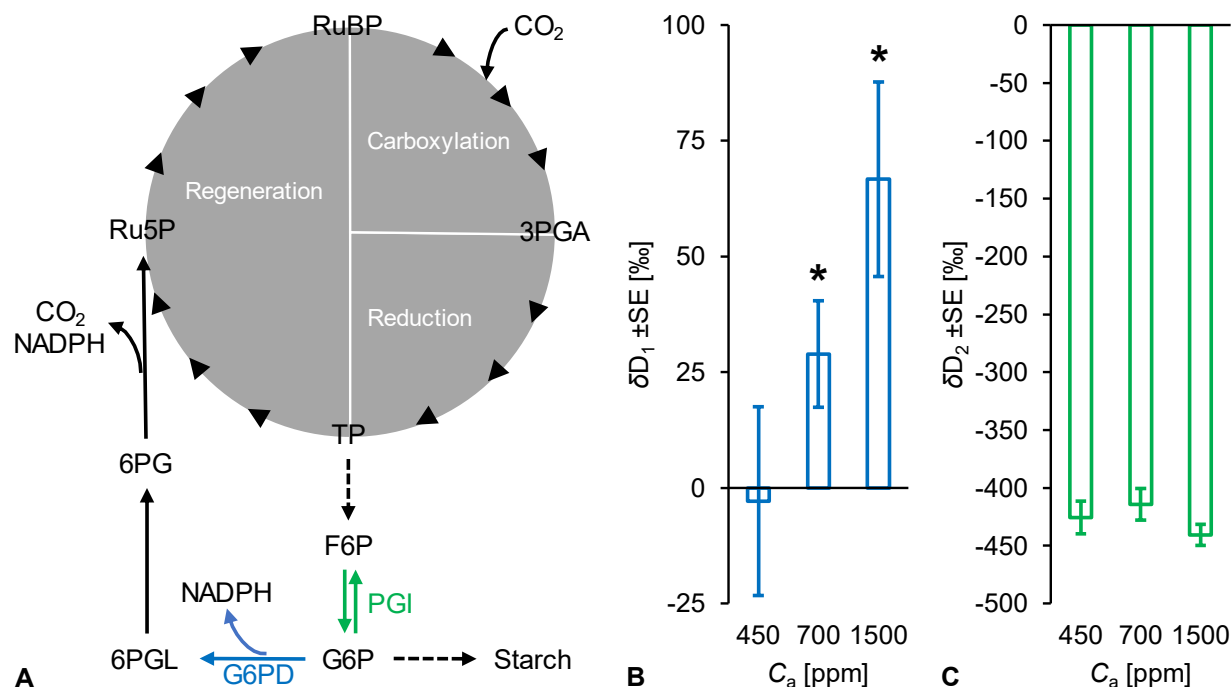 RuBP
CO₂
Carboxylation
Regeneration
Ru5P
3PGA
Reduction
CO₂
NADPH
TP
6PG
F6P
NADPH
PGI
6PGL
G6PD
G6P
Starch
A
δD₁ ±SE [‰]
100
75
50
25
0
-25
*
*
450 700 1500
Cₐ [ppm]
B
δD₂ ±SE [‰]
-0
-50
-100
-150
-200
-250
-300
-350
-400
-450
-500
450 700 1500
Cₐ [ppm]
C